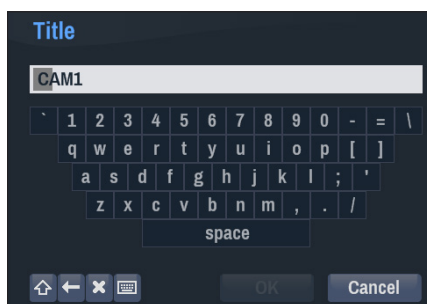 Title
CAM1
` 1 2 3 4 5 6 7 8 9 0 - = \
q w e r t y u i o p [ ]
a s d f g h j k l ; '
z x c v b n m , . /
space
OK Cancel